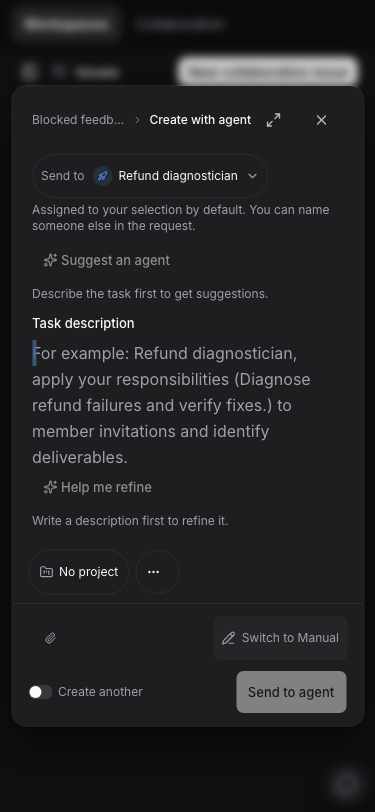 Workspaces
Collaboration
Issues
New collaboration issue
Blocked feedb... > Create with agent
Send to Refund diagnostician
Assigned to your selection by default. You can name
someone else in the request.
Suggest an agent
Describe the task first to get suggestions.
Task description
For example: Refund diagnostician,
apply your responsibilities (Diagnose
refund failures and verify fixes.) to
member invitations and identify
deliverables.
Help me refine
Write a description first to refine it.
No project
Switch to Manual
Create another
Send to agent